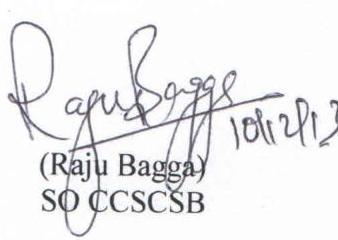 Raju Bagga
10/12/13
(Raju Bagga)
SO CCSCSB